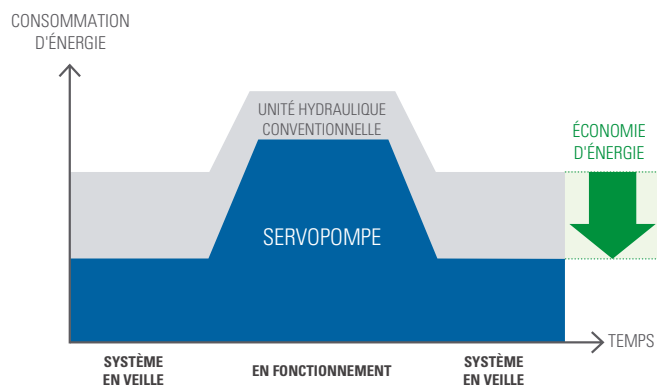 CONSOMMATION
D'ÉNERGIE
UNITÉ HYDRAULIQUE
CONVENTIONNELLE
ÉCONOMIE
D'ÉNERGIE
SERVOPOMPE
TEMPS
SYSTÈME
EN VEILLE
EN FONCTIONNEMENT
SYSTÈME
EN VEILLE